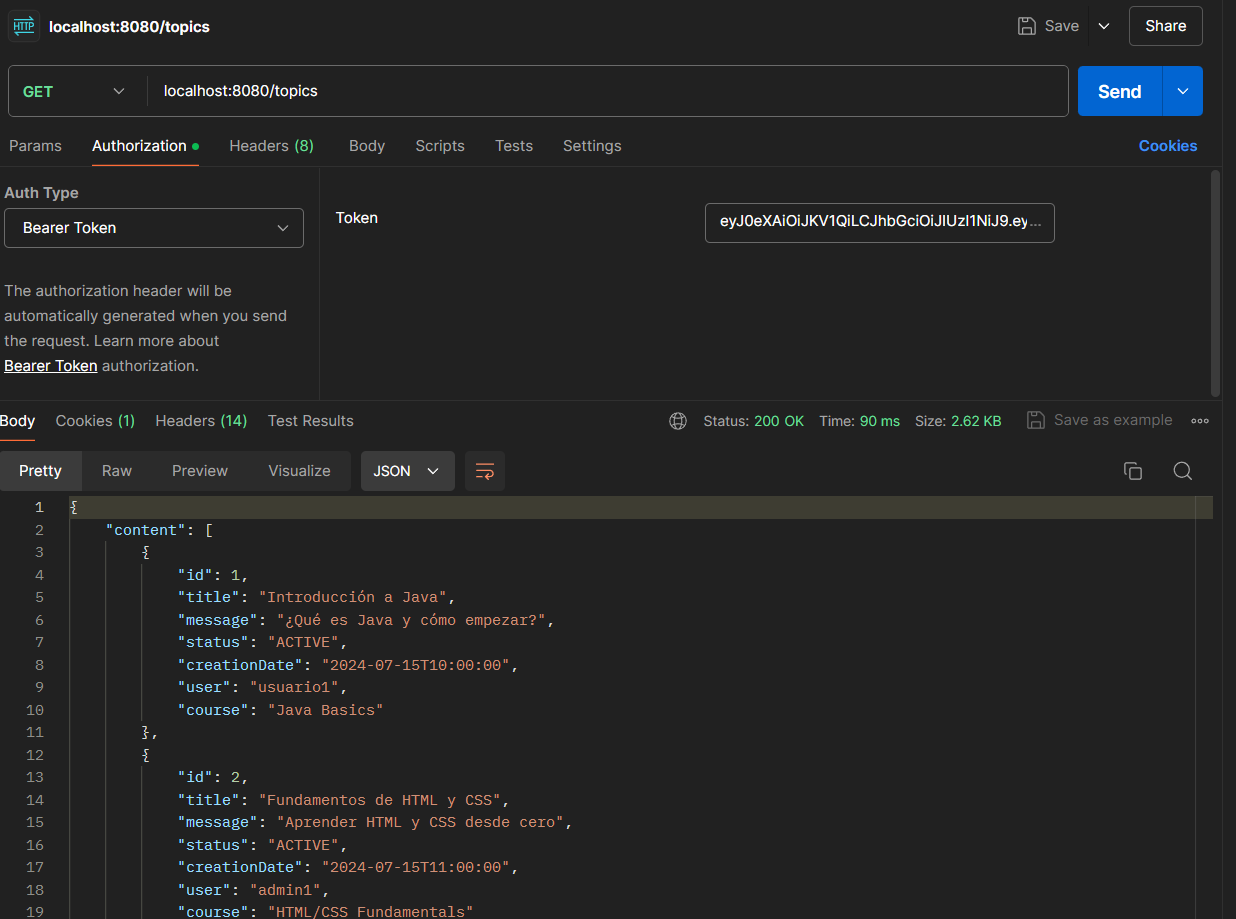 HTTP localhost:8080/topics Save Share
GET localhost:8080/topics Send
Params Authorization Headers (8) Body Scripts Tests Settings Cookies
Auth Type
Bearer Token
Token eyJ0eXAiOiJKV1QiLCJhbGciOiJIUzI1NiJ9.ey...
The authorization header will be
automatically generated when you send
the request. Learn more about
Bearer Token authorization.
Body Cookies (1) Headers (14) Test Results Status: 200 OK Time: 90 ms Size: 2.62 KB Save as example
Pretty Raw Preview Visualize JSON
1 {
2 "content": [
3 {
4 "id": 1,
5 "title": "Introducción a Java",
6 "message": "¿Qué es Java y cómo empezar?",
7 "status": "ACTIVE",
8 "creationDate": "2024-07-15T10:00:00",
9 "user": "usuario1",
10 "course": "Java Basics"
11 },
12 {
13 "id": 2,
14 "title": "Fundamentos de HTML y CSS",
15 "message": "Aprender HTML y CSS desde cero",
16 "status": "ACTIVE",
17 "creationDate": "2024-07-15T11:00:00",
18 "user": "admin1",
19 "course": "HTML/CSS Fundamentals"